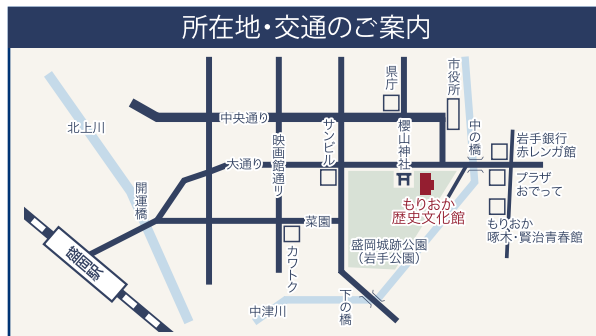 所在地・交通のご案内
県庁
市役所
北上川
中央通り
映画館通り
サンビル
櫻山神社
中の橋
岩手銀行
赤レンガ館
大通り
プラザ
おでって
開運橋
もりおか
歴史文化館
菜園
もりおか
啄木・賢治青春館
カワトク
盛岡城跡公園
（岩手公園）
盛岡駅
中津川
下の橋